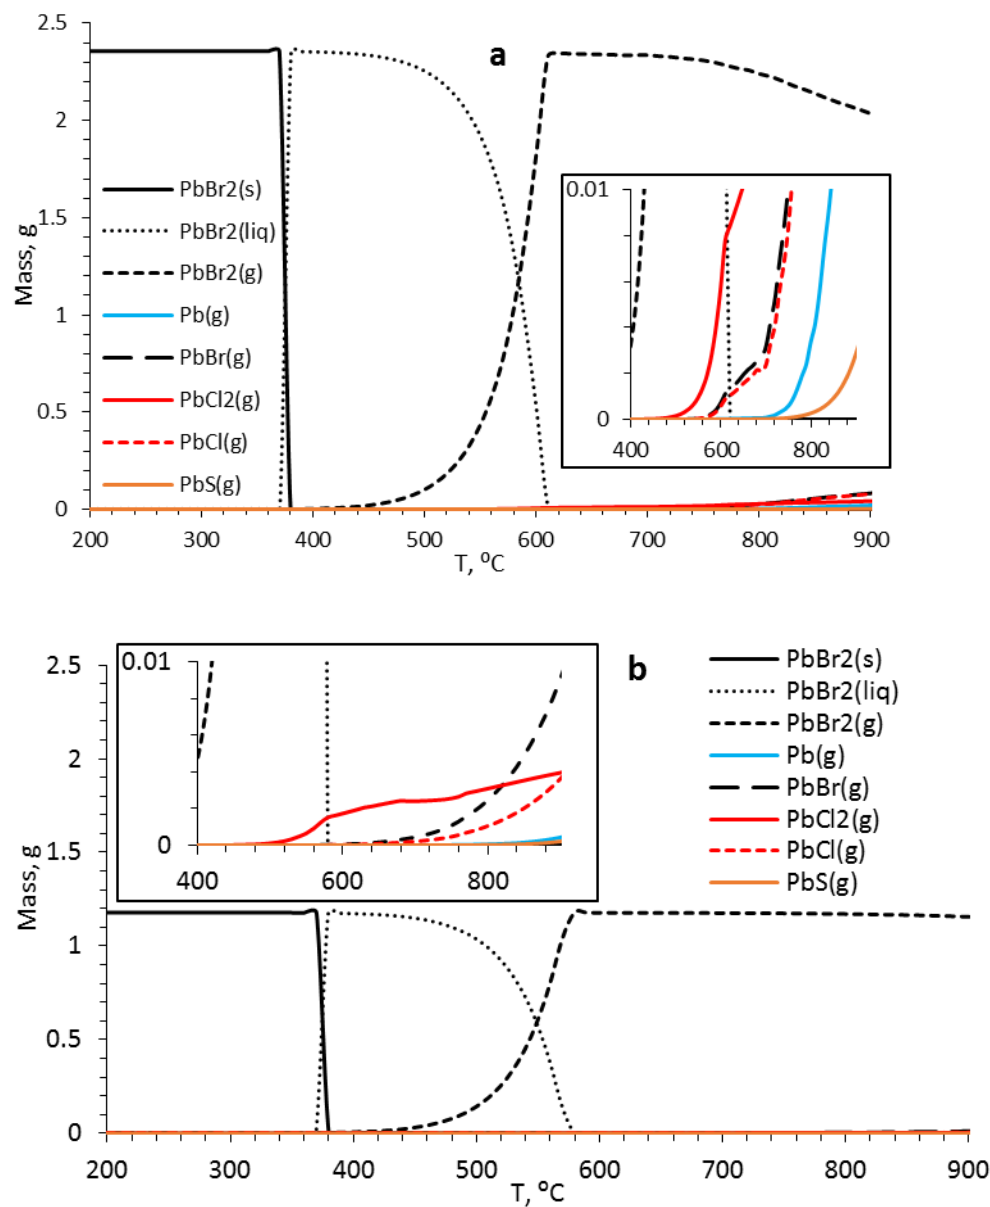 2.5
a
2
0.01
PbBr2(s)
PbBr2(liq)
1.5
PbBr2(g)
Mass, g
Pb(g)
1
PbBr(g)
PbCl2(g)
0
0.5
PbCl(g)
400 600 800
PbS(g)
0
200 300 400 500 600 700 800 900
T, °C
b
PbBr2(s)
2.5
0.01
PbBr2(liq)
PbBr2(g)
2
Pb(g)
PbBr(g)
PbCl2(g)
0
1.5
PbCl(g)
400 600 800
PbS(g)
Mass, g
1
0.5
0
200 300 400 500 600 700 800 900
T, °C